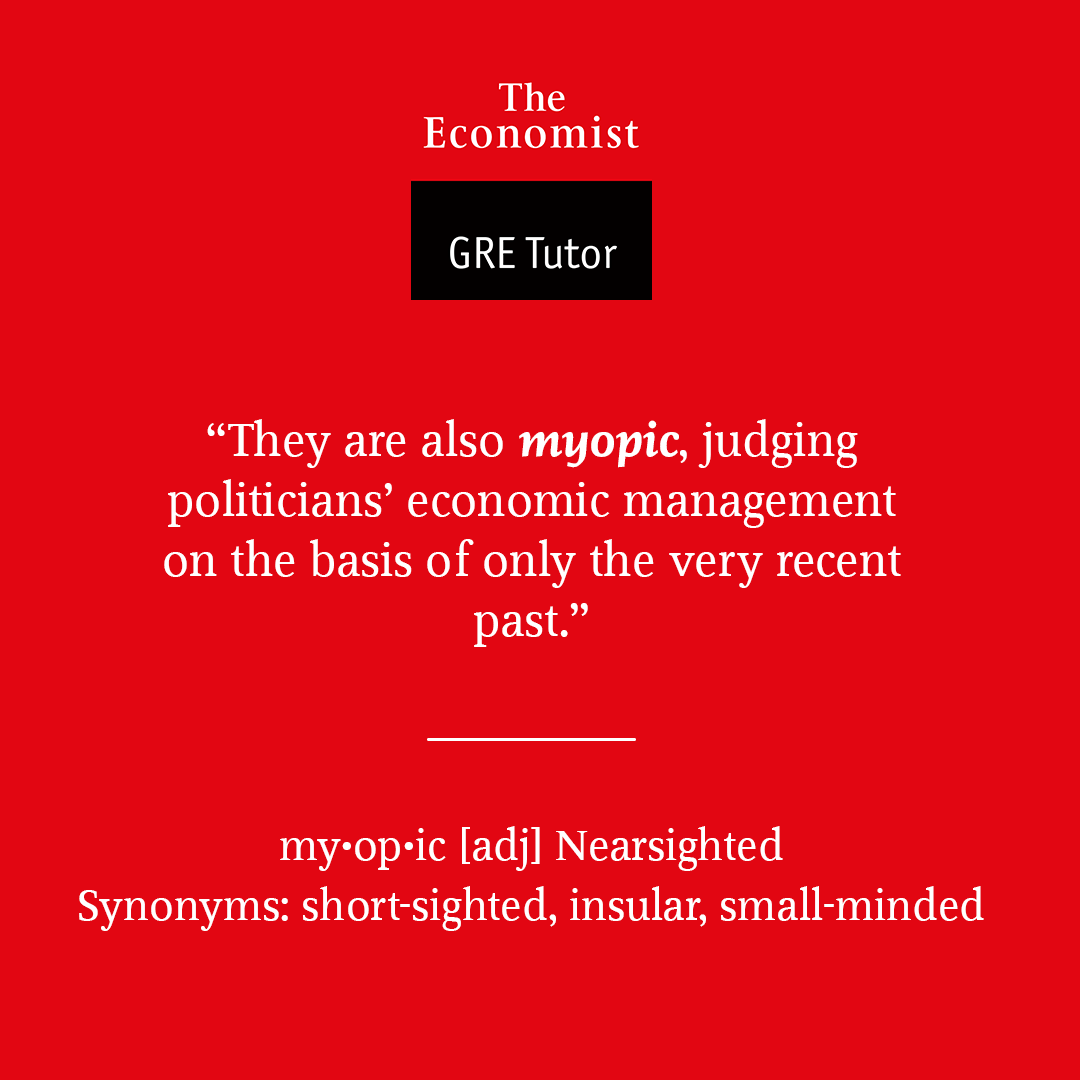 The
Economist
GRE Tutor
“They are also myopic, judging
politicians’ economic management
on the basis of only the very recent
past.”
my•op•ic [adj] Nearsighted
Synonyms: short-sighted, insular, small-minded